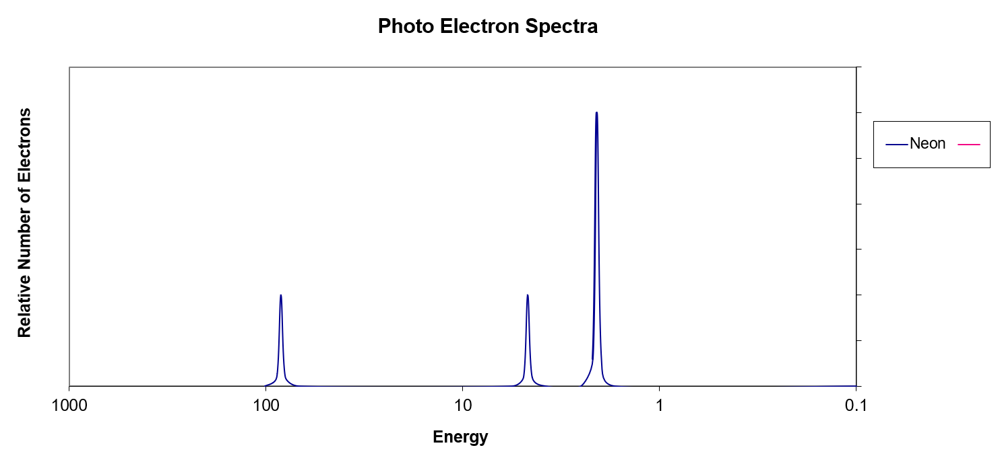 Photo Electron Spectra
Relative Number of Electrons
Neon
1000
100
10
1
0.1
Energy